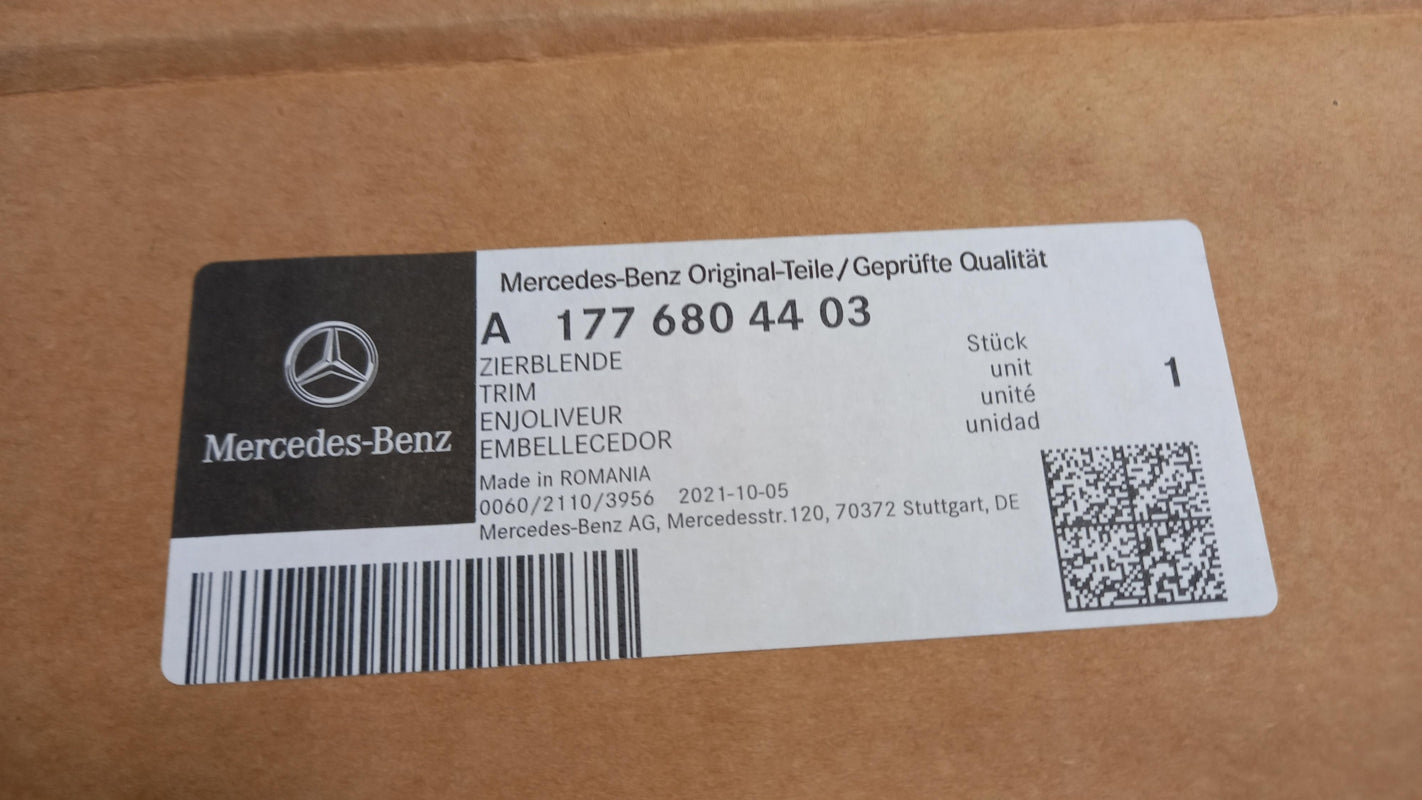 Mercedes-Benz
Mercedes-Benz Original-Teile/Geprüfte Qualität
A 177 680 44 03
ZIERBLENDE
TRIM
ENJOLIVEUR
EMBELLECEDOR
Stück
unit
unité
unidad
1
Made in ROMANIA
0060/2110/3956 2021-10-05
Mercedes-Benz AG, Mercedesstr.120, 70372 Stuttgart, DE